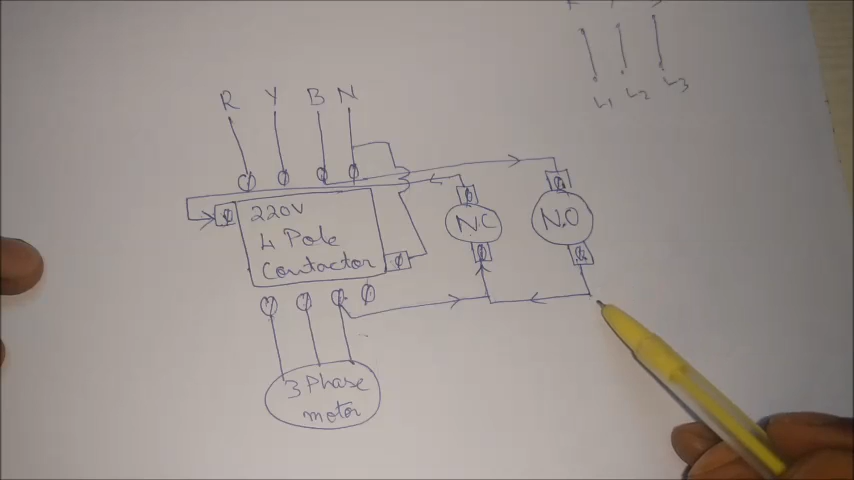 R Y B N
L1 L2 L3
220V
4 Pole
Contactor
NC
N.O
3 Phase
motor